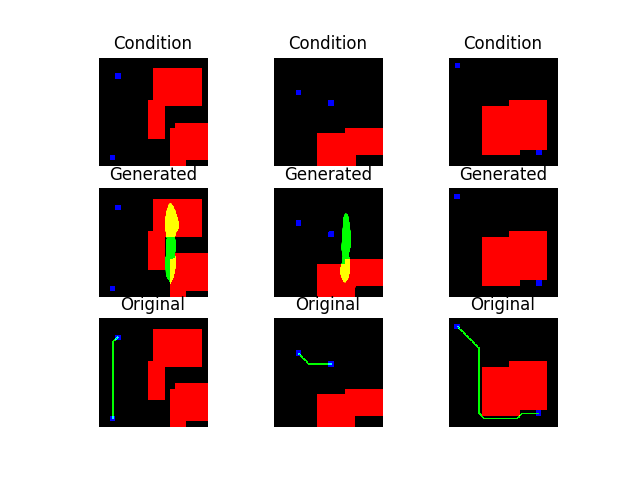 Condition Condition Condition
Generated Generated Generated
Original Original Original